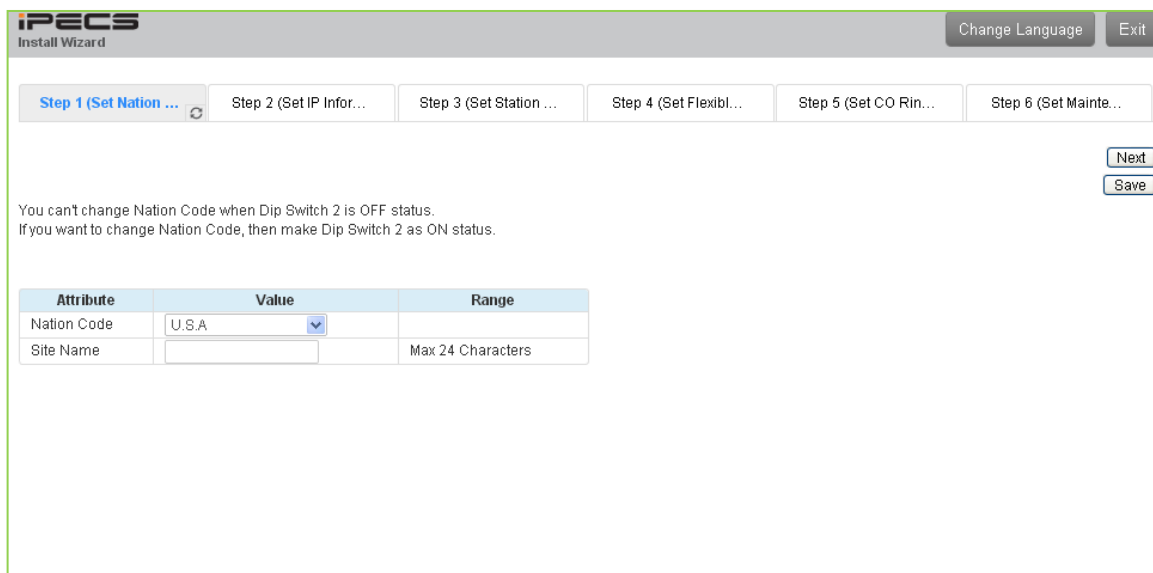 iPECS
Install Wizard
Change Language
Exit
Step 1 (Set Nation ...
Step 2 (Set IP Infor...
Step 3 (Set Station ...
Step 4 (Set Flexibl...
Step 5 (Set CO Rin...
Step 6 (Set Mainte...
Next
Save
You can't change Nation Code when Dip Switch 2 is OFF status.
If you want to change Nation Code, then make Dip Switch 2 as ON status.
Attribute Value Range
Nation Code U.S.A
Site Name Max 24 Characters